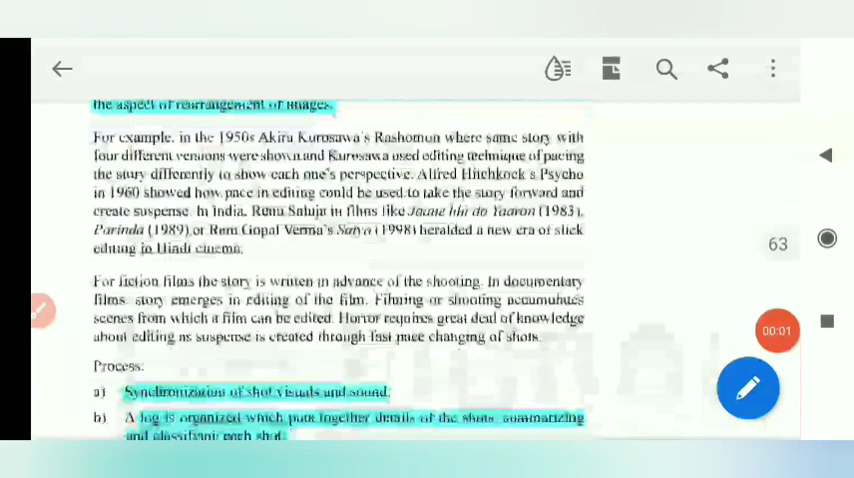 the aspect of rearrangement of images.
For example, in the 1950s Akira Kurosawa's Rashomon where same story with
four different versions were shown and Kurosawa used editing technique of pacing
the story differently to show each one's perspective. Alfred Hitchkock's Psycho
in 1960 showed how pace in editing could be used to take the story forward and
create suspense. In India, Renu Saluja in films like Jaane bhi do Yaaron (1983),
Parinda (1989) or Ram Gopal Verma's Satya (1998) heralded a new era of slick
editing in Hindi cinema.
63
For fiction films the story is written in advance of the shooting. In documentary
films, story emerges in editing of the film. Filming or shooting accumulates
scenes from which a film can be edited. Horror requires great deal of knowledge
about editing as suspense is created through fast pace changing of shots.
00:01
Process:
a) Synchronization of shot visuals and sound.
b) A log is organized which puts together details of the shots, summarizing
and each shot.